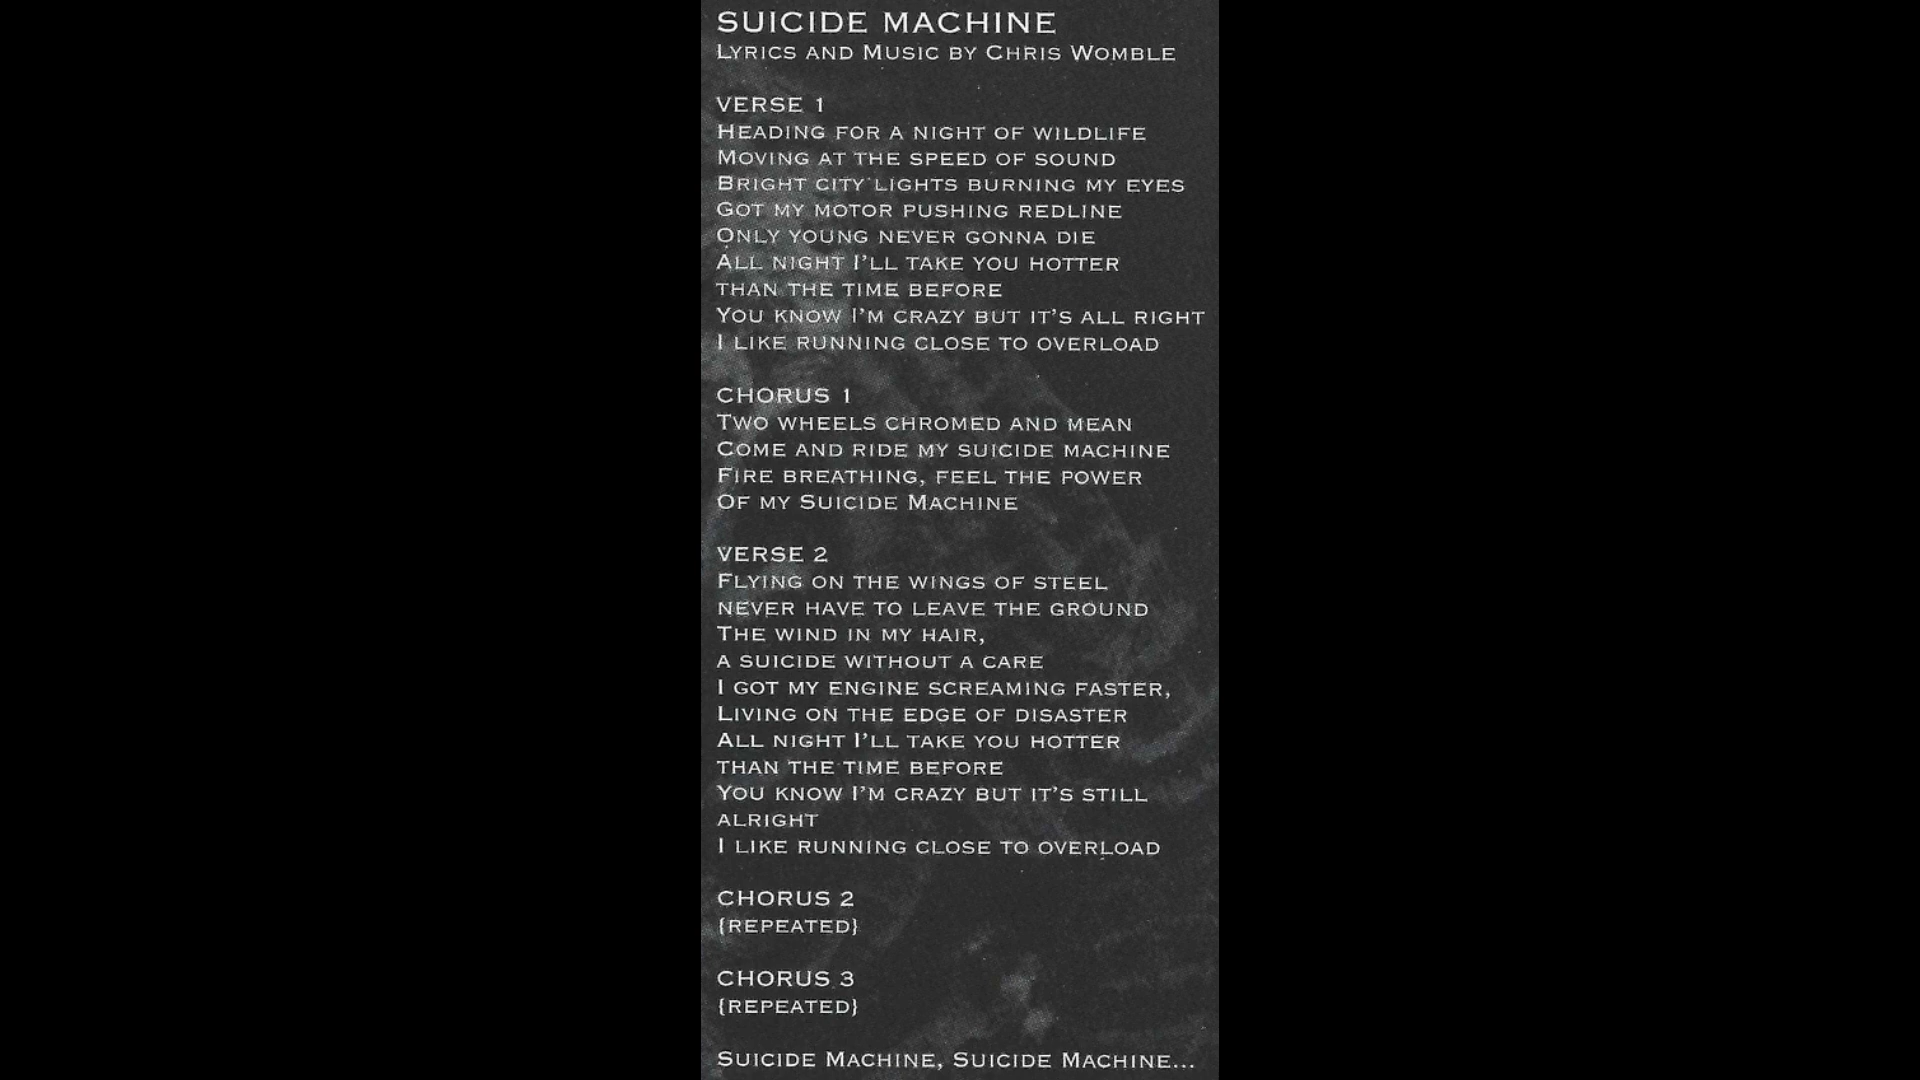 SUICIDE MACHINE
Lyrics and Music by Chris Womble
VERSE 1
Heading for a night of wildlife
Moving at the speed of sound
Bright city lights burning my eyes
Got my motor pushing redline
Only young never gonna die
All night I'll take you hotter
than the time before
You know I'm crazy but it's all right
I like running close to overload
CHORUS 1
Two wheels chromed and mean
Come and ride my suicide machine
Fire breathing, feel the power
Of my Suicide Machine
VERSE 2
Flying on the wings of steel
never have to leave the ground
The wind in my hair,
a suicide without a care
I got my engine screaming faster,
Living on the edge of disaster
All night I'll take you hotter
than the time before
You know I'm crazy but it's still
alright
I like running close to overload
CHORUS 2
{REPEATED}
CHORUS 3
{REPEATED}
Suicide Machine, Suicide Machine...